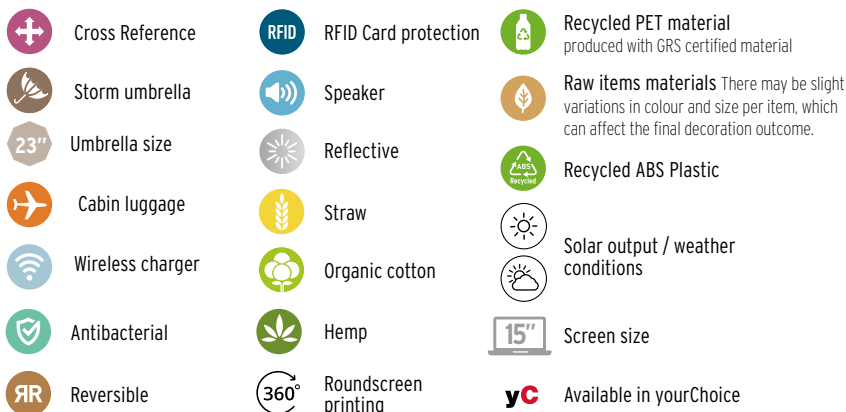 Cross Reference
Storm umbrella
23″
Umbrella size
Cabin luggage
Wireless charger
Antibacterial
RR
Reversible
RFID
RFID Card protection
Speaker
Reflective
Straw
Organic cotton
Hemp
360°
Roundscreen
printing
Recycled PET material
produced with GRS certified material
Raw items materials There may be slight
variations in colour and size per item, which
can affect the final decoration outcome.
ABS
Recycled
Recycled ABS Plastic
Solar output / weather
conditions
15″
Screen size
yC
Available in yourChoice